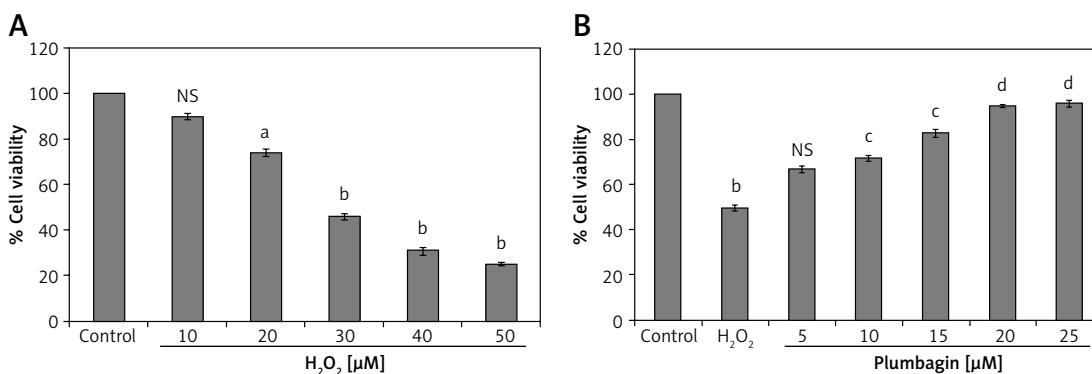 A
120
100
80
60
40
20
0
% Cell viability
NS
a
b
b
b
Control
10
20
30
40
50
H₂O₂ [µM]
B
120
100
80
60
40
20
0
% Cell viability
b
NS
c
c
d
d
Control
H₂O₂
5
10
15
20
25
Plumbagin [µM]